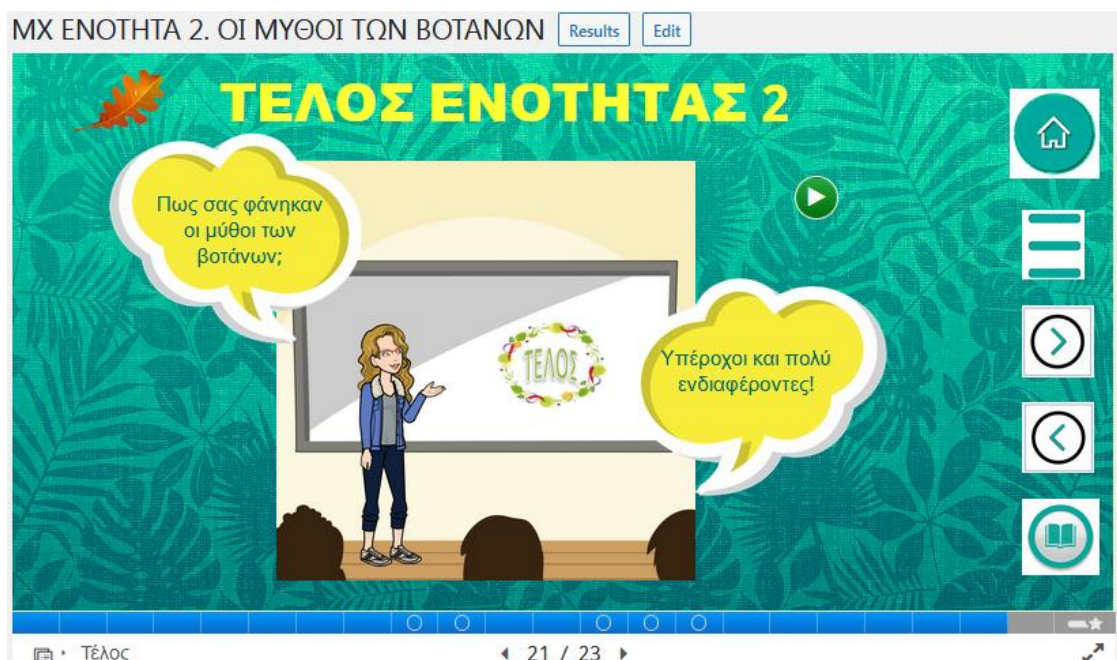 ΜΧ ΕΝΟΤΗΤΑ 2. ΟΙ ΜΥΘΟΙ ΤΩΝ ΒΟΤΑΝΩΝ Results Edit
ΤΕΛΟΣ ΕΝΟΤΗΤΑΣ 2
Πως σας φάνηκαν
οι μύθοι των
βοτάνων;
ΤΕΛΟΣ
Υπέροχοι και πολύ
ενδιαφέροντες!
Τέλος 21 / 23